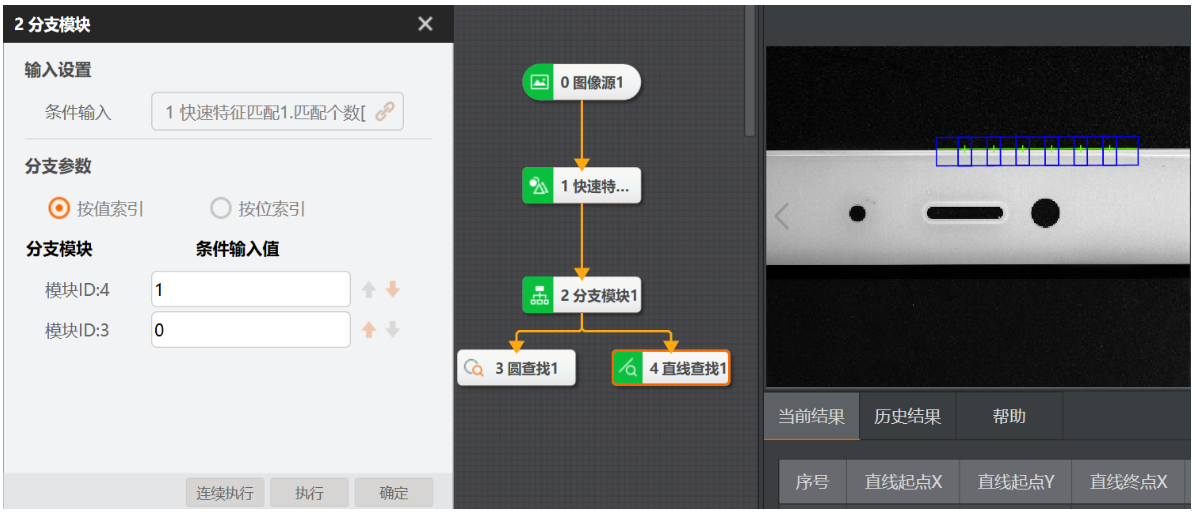 2 分支模块
输入设置
条件输入
1 快速特征匹配1.匹配个数[
分支参数
按值索引
按位索引
分支模块
条件输入值
模块ID:4
1
模块ID:3
0
连续执行
执行
确定
0 图像源1
1 快速特...
2 分支模块1
3 圆查找1
4 直线查找1
当前结果
历史结果
帮助
序号
直线起点X
直线起点Y
直线终点X